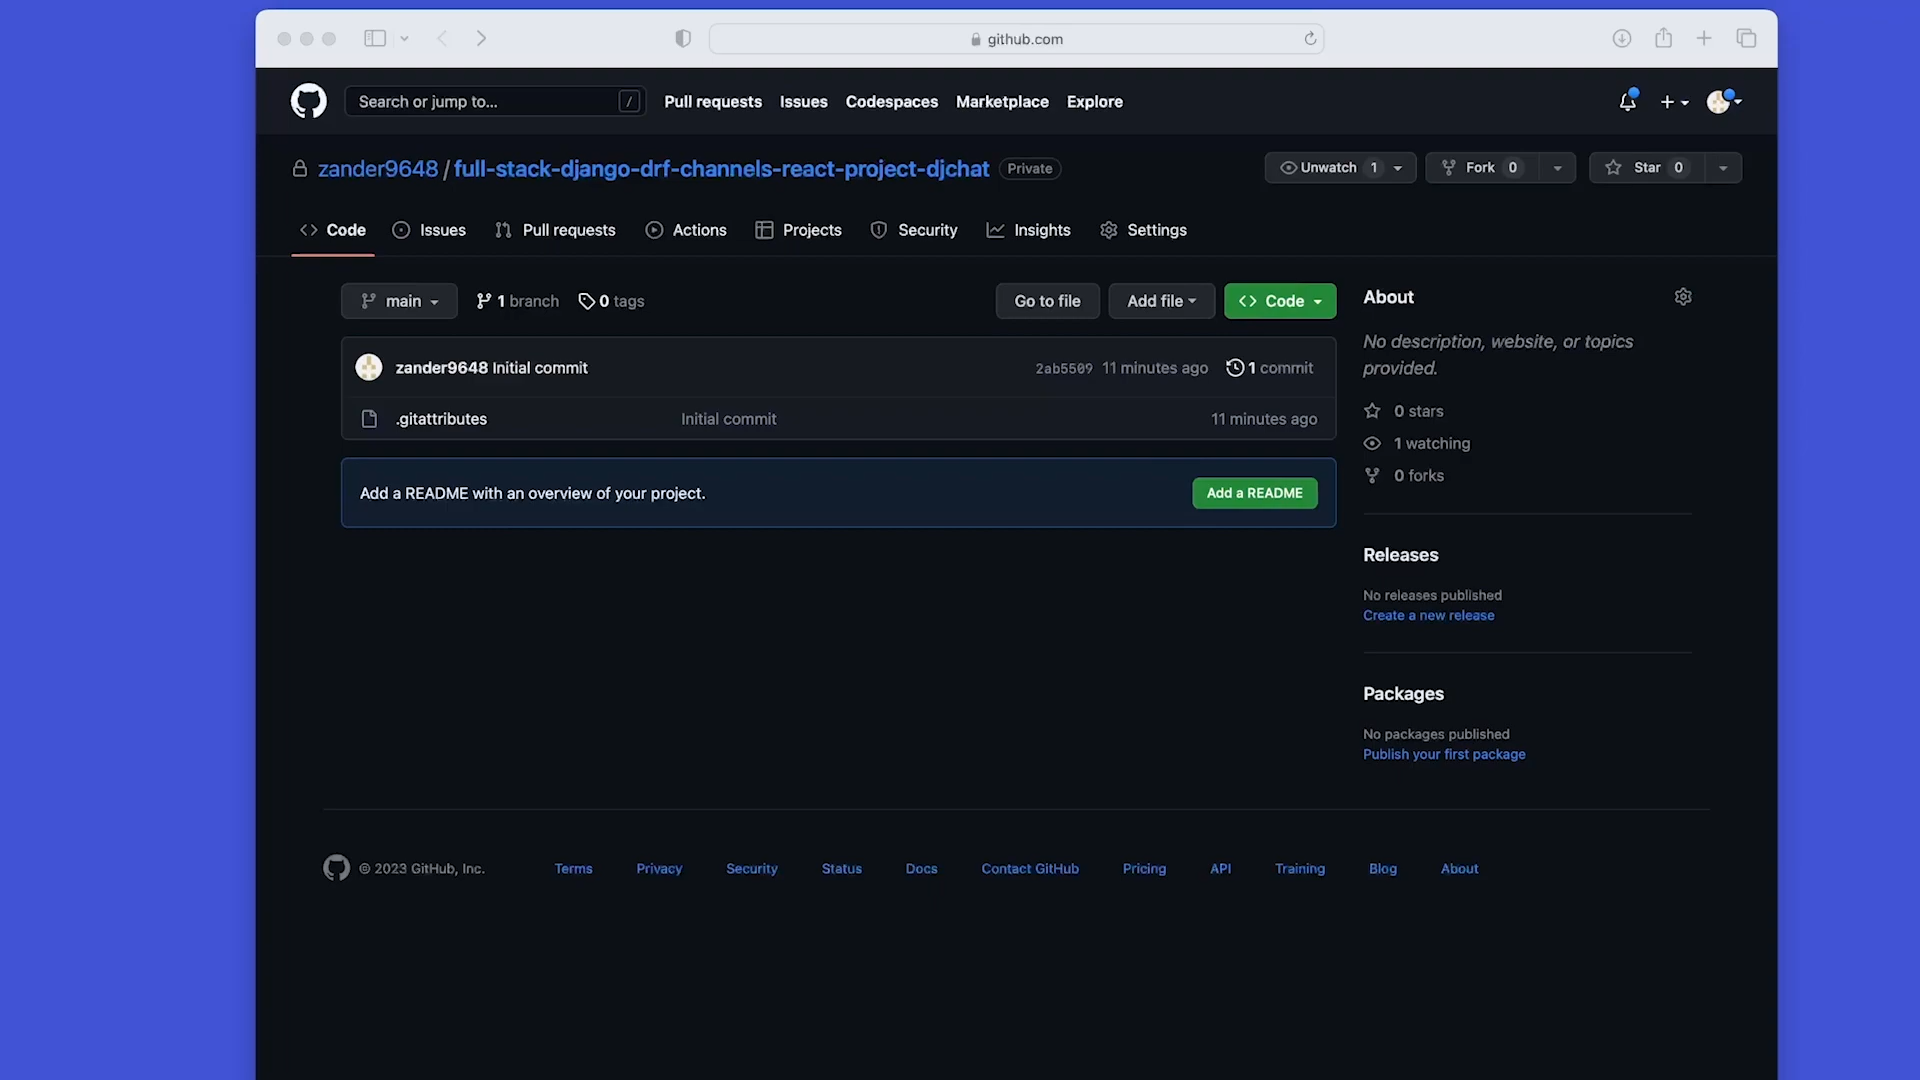 github.com
Search or jump to... /
Pull requests Issues Codespaces Marketplace Explore
zander9648 / full-stack-django-drf-channels-react-project-djchat Private
Unwatch 1 Fork 0 Star 0
Code Issues Pull requests Actions Projects Security Insights Settings
main 1 branch 0 tags Go to file Add file Code
zander9648 Initial commit 2ab5509 11 minutes ago 1 commit
.gitattributes Initial commit 11 minutes ago
Add a README with an overview of your project. Add a README
About
No description, website, or topics
provided.
0 stars
1 watching
0 forks
Releases
No releases published
Create a new release
Packages
No packages published
Publish your first package
© 2023 GitHub, Inc. Terms Privacy Security Status Docs Contact GitHub Pricing API Training Blog About